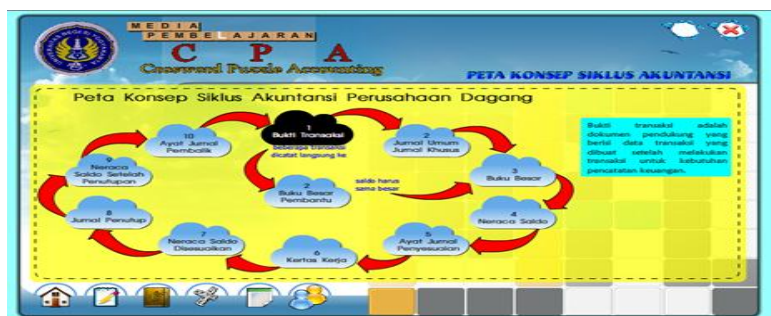 MEDIA
PEMBELAJARAN
C P A
Crossword Puzzle Accounting
UNIVERSITAS NEGERI YOGYAKARTA
PETA KONSEP SIKLUS AKUNTANSI
Peta Konsep Siklus Akuntansi Perusahaan Dagang
1
Bukti Transaksi
beberapa transaksi
dicatat langsung ke
2
Jurnal Umum
Jurnal Khusus
2
Buku Besar
Pembantu
saldo harus
sama besar
3
Buku Besar
4
Neraca Saldo
5
Ayat Jurnal
Penyesuaian
6
Kertas Kerja
7
Neraca Saldo
Disesuaikan
8
Jurnal Penutup
9
Neraca
Saldo Setelah
Penutupan
10
Ayat Jurnal
Pembalik
Bukti transaksi adalah
dokumen pendukung yang
berisi data transaksi yang
dibuat setelah melakukan
transaksi untuk kebutuhan
pencatatan keuangan.